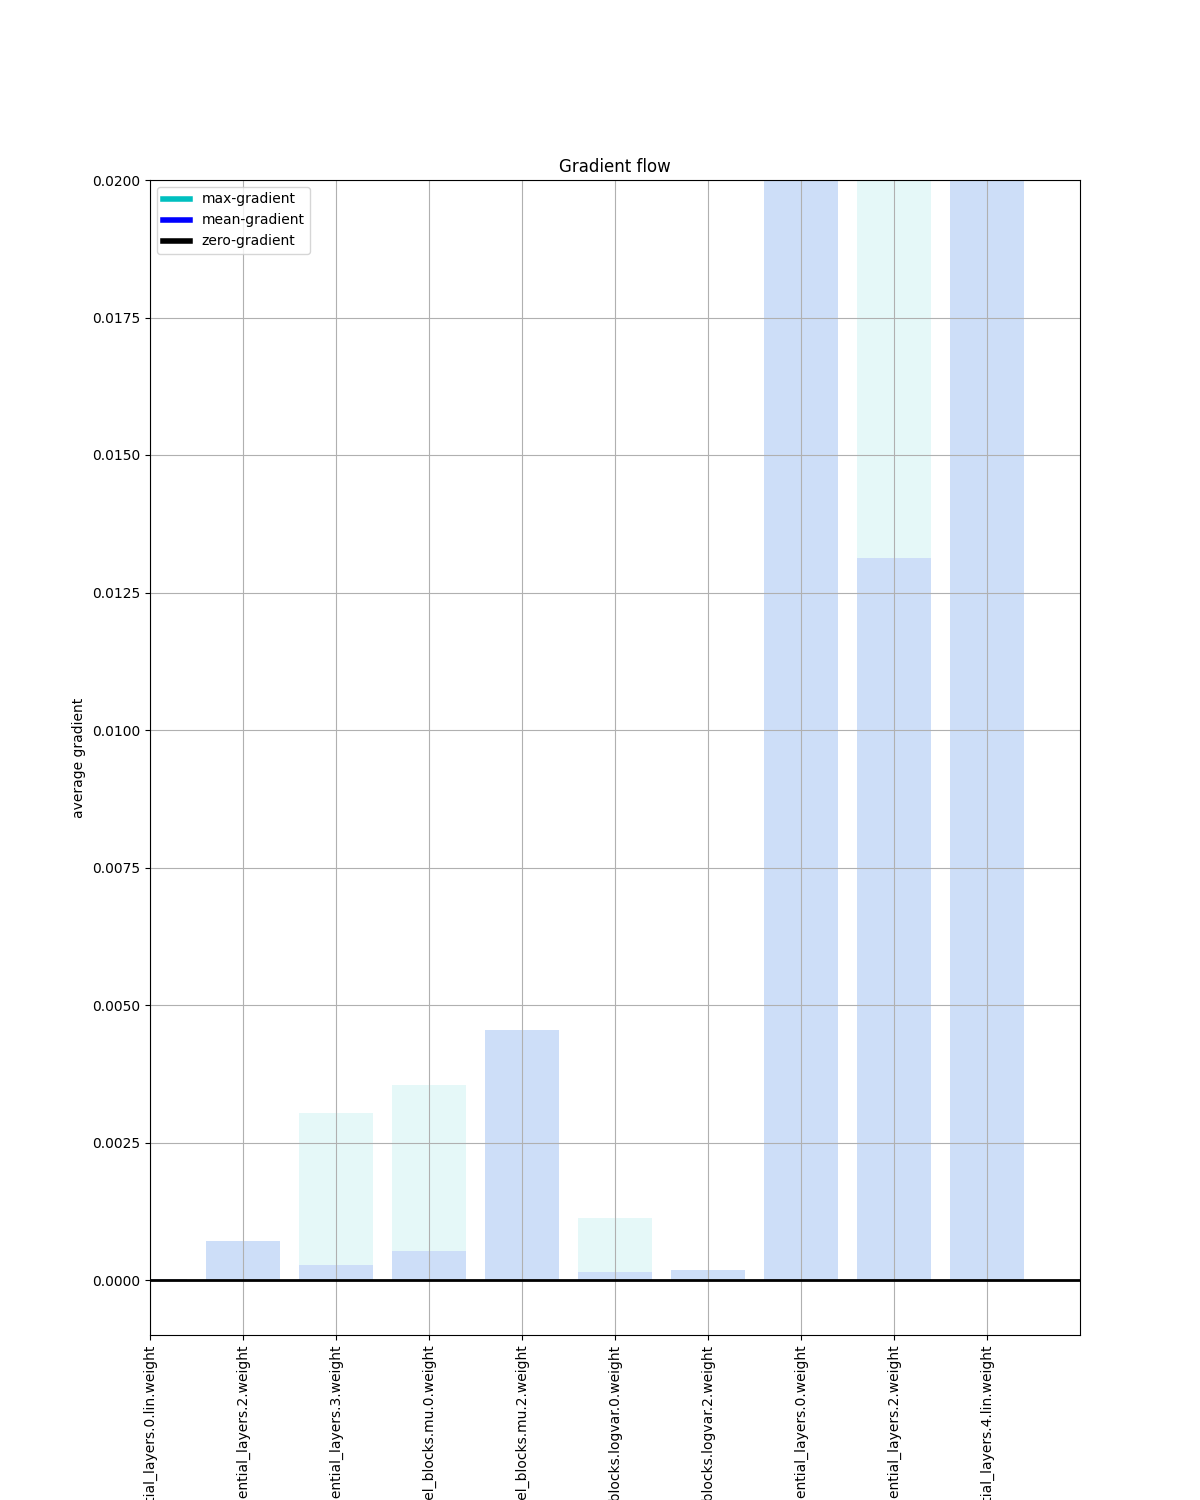 Gradient flow
max-gradient
mean-gradient
zero-gradient
0.0200
0.0175
0.0150
0.0125
0.0100
0.0075
0.0050
0.0025
0.0000
average gradient
tial_layers.0.lin.weight
ential_layers.2.weight
ential_layers.3.weight
el_blocks.mu.0.weight
el_blocks.mu.2.weight
blocks.logvar.0.weight
blocks.logvar.2.weight
ential_layers.0.weight
ential_layers.2.weight
tial_layers.4.lin.weight